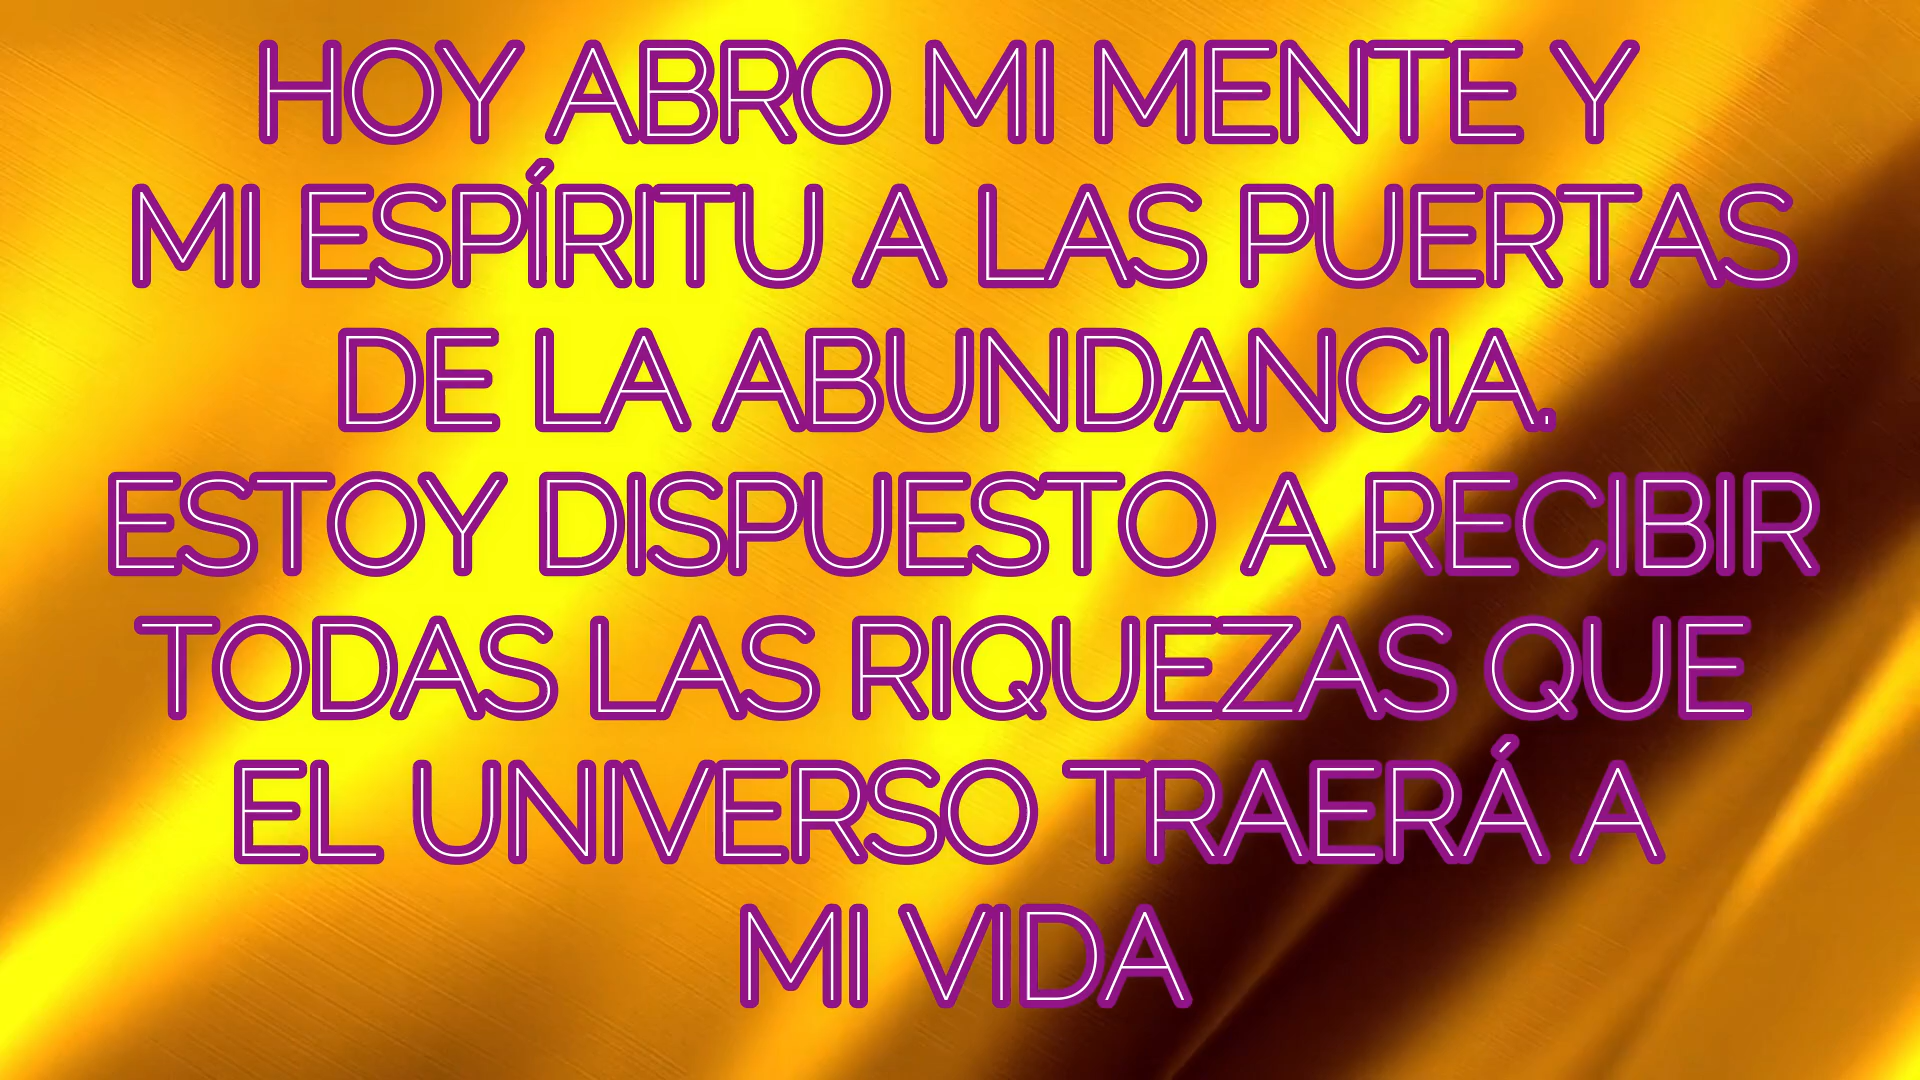 HOY ABRO MI MENTE Y
MI ESPÍRITU A LAS PUERTAS
DE LA ABUNDANCIA.
ESTOY DISPUESTO A RECIBIR
TODAS LAS RIQUEZAS QUE
EL UNIVERSO TRAERÁ A
MI VIDA